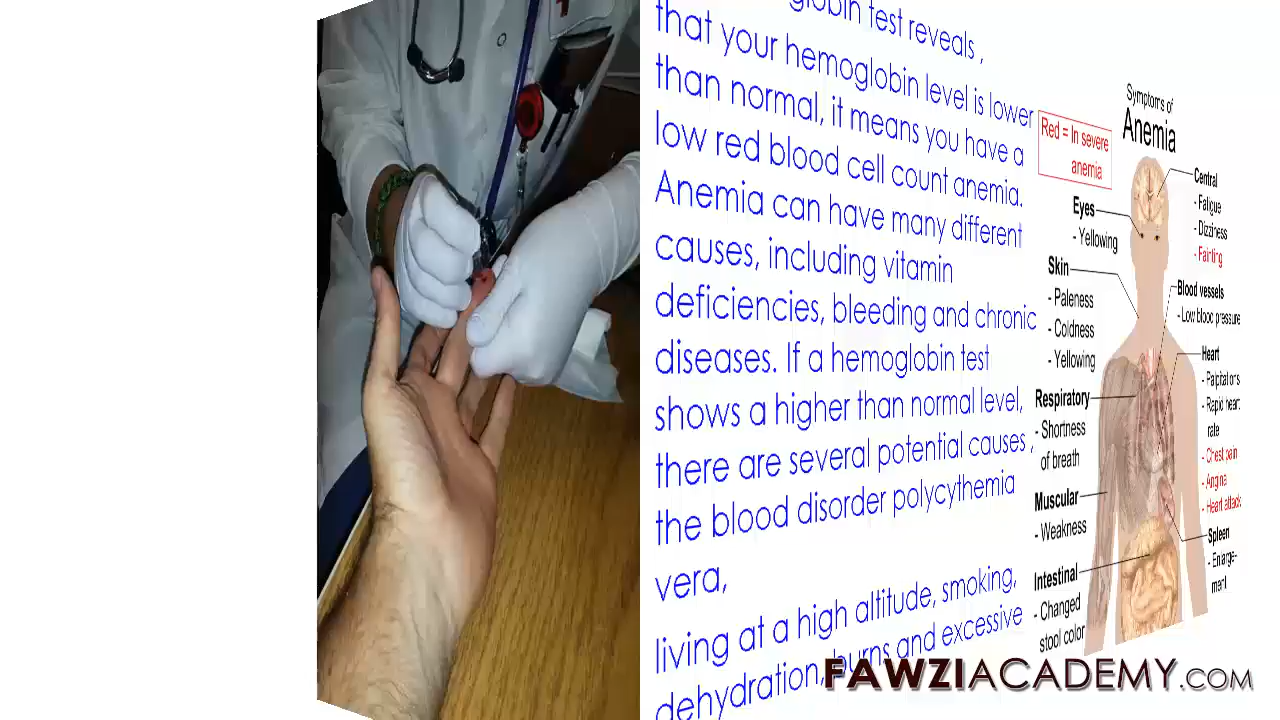 globin test reveals ,
that your hemoglobin level is lower
than normal, it means you have a
low red blood cell count anemia.
Anemia can have many different
causes, including vitamin
deficiencies, bleeding and chronic
diseases. If a hemoglobin test
shows a higher than normal level,
there are several potential causes ,
the blood disorder polycythemia
vera,
living at a high altitude, smoking,
dehydration, burns and excessive
Symptoms of
Anemia
Red = In severe
anemia
Central
- Fatigue
- Dizziness
- Fainting
Eyes
- Yellowing
Skin
- Paleness
- Coldness
- Yellowing
Blood vessels
- Low blood pressure
Heart
- Palpitations
- Rapid heart
rate
- Chest pain
- Angina
- Heart attack
Respiratory
- Shortness
of breath
Muscular
- Weakness
Spleen
- Enlarge-
ment
Intestinal
- Changed
stool color
FAWZIACADEMY.COM